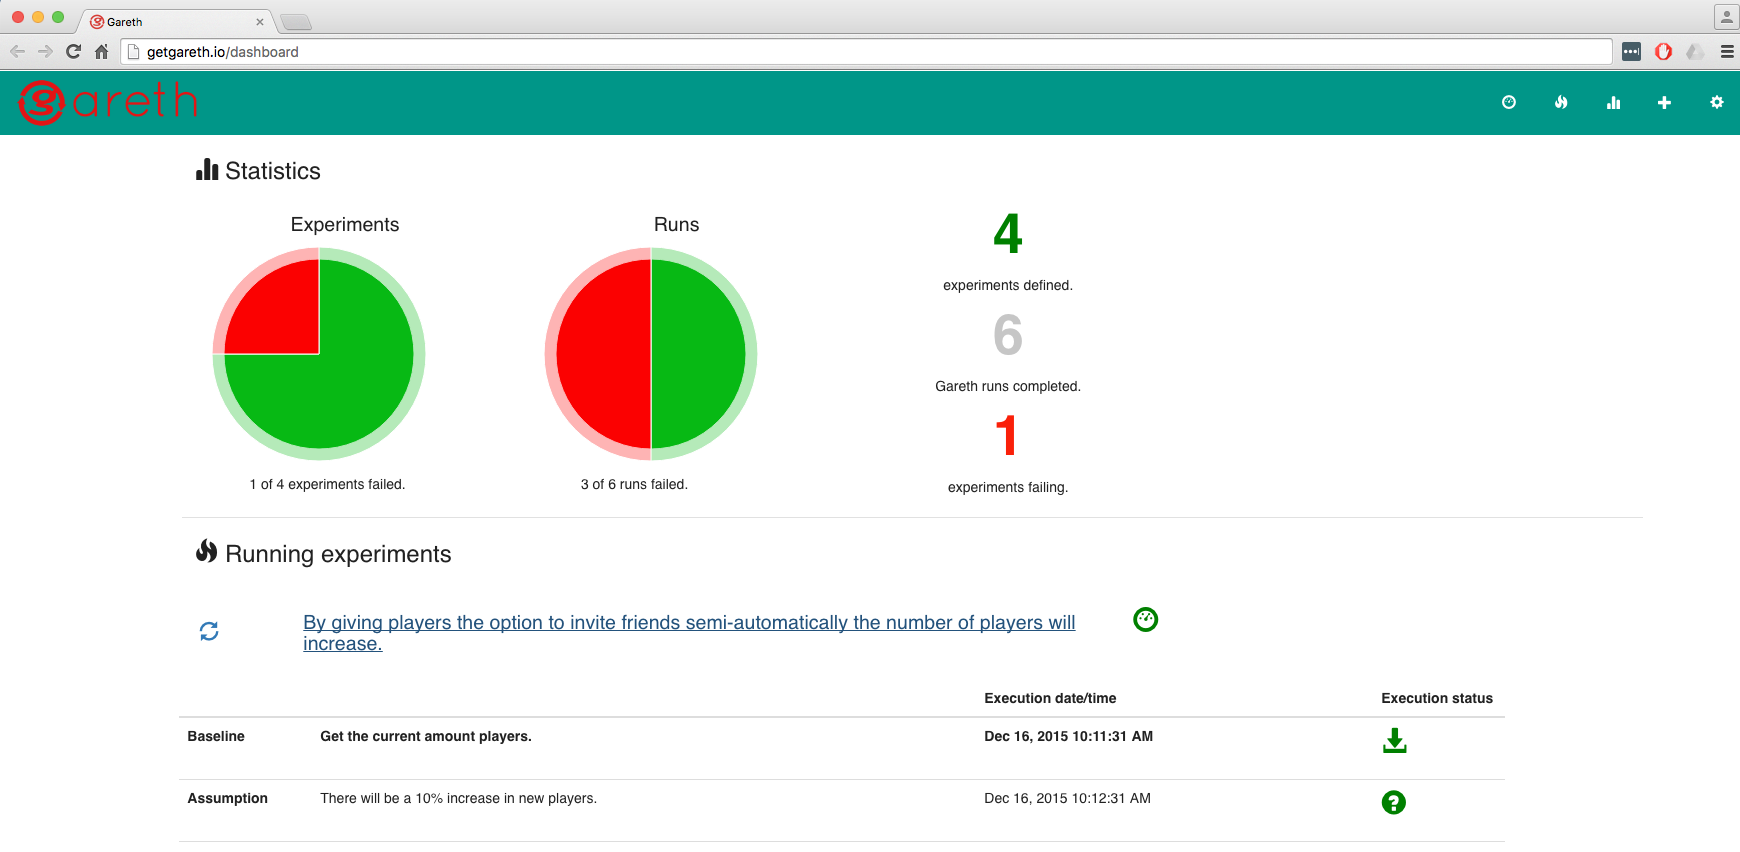 Gareth
getgareth.io/dashboard
gareth
Statistics
Experiments
Runs
1 of 4 experiments failed.
3 of 6 runs failed.
4
experiments defined.
6
Gareth runs completed.
1
experiments failing.
Running experiments
By giving players the option to invite friends semi-automatically the number of players will
increase.
Execution date/time Execution status
Baseline Get the current amount players. Dec 16, 2015 10:11:31 AM
Assumption There will be a 10% increase in new players. Dec 16, 2015 10:12:31 AM